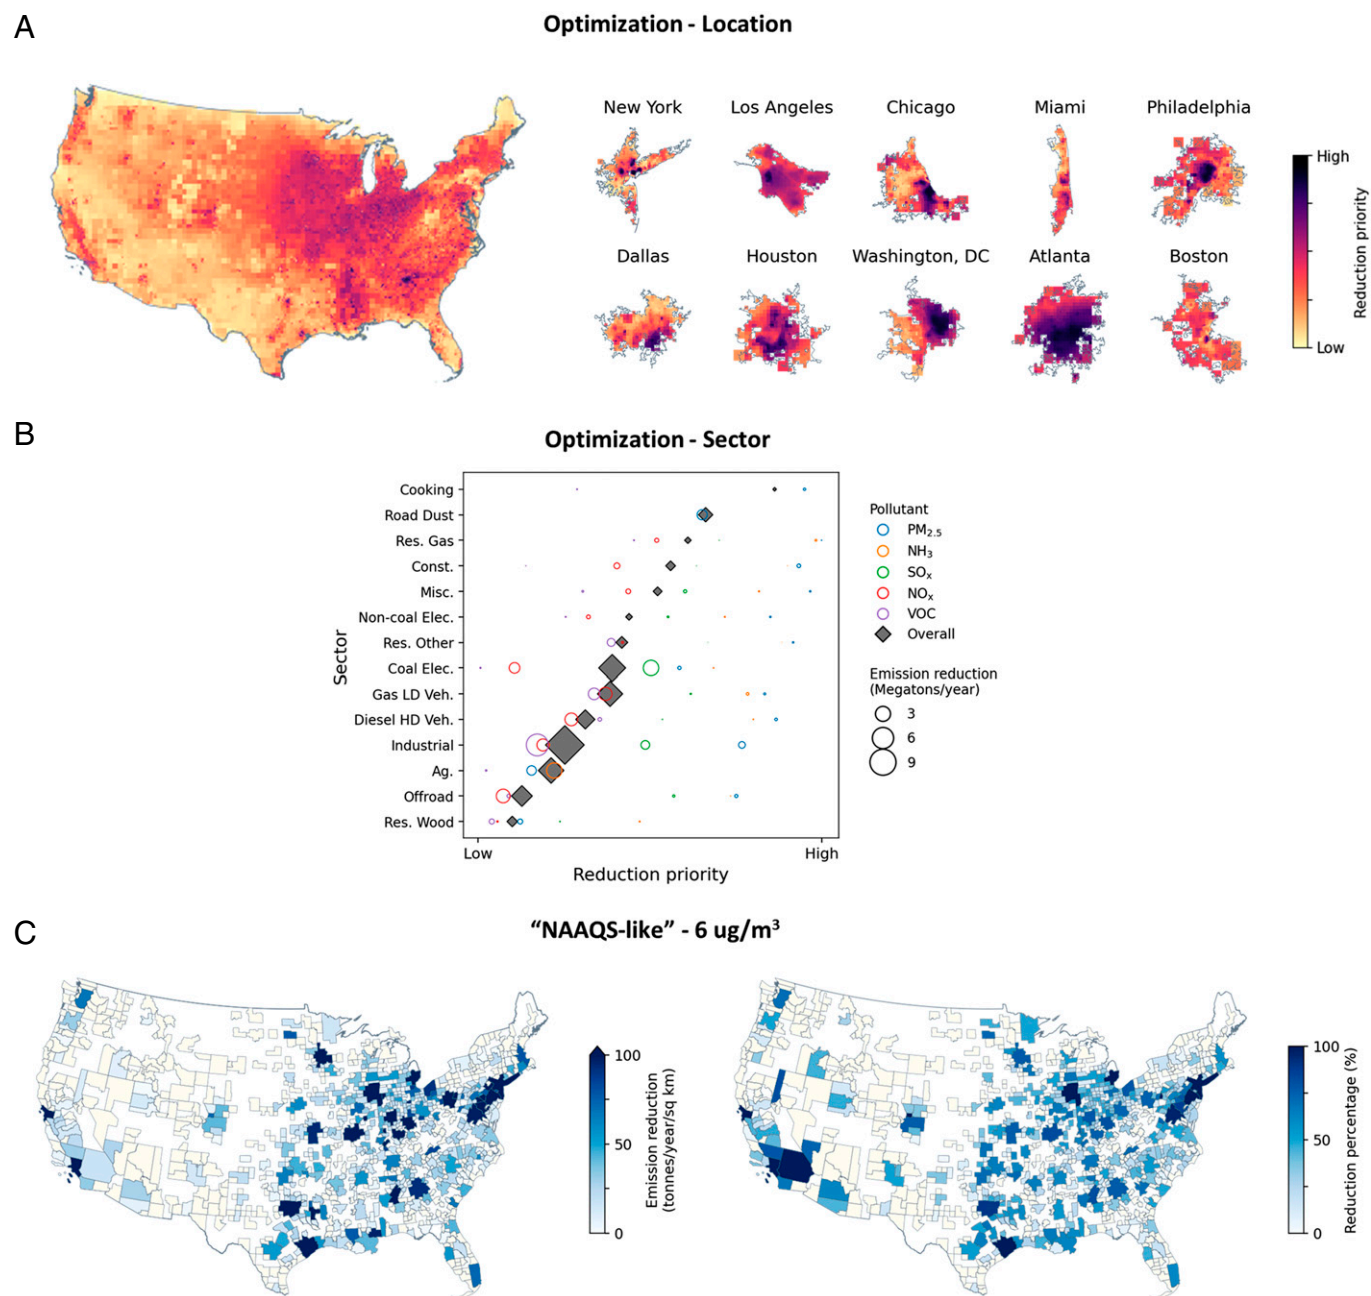 A
Optimization - Location
New York
Los Angeles
Chicago
Miami
Philadelphia
Dallas
Houston
Washington, DC
Atlanta
Boston
High
Low
Reduction priority
B
Optimization - Sector
Sector
Cooking
Road Dust
Res. Gas
Const.
Misc.
Non-coal Elec.
Res. Other
Coal Elec.
Gas LD Veh.
Diesel HD Veh.
Industrial
Ag.
Offroad
Res. Wood
Low
High
Reduction priority
Pollutant
PM2.5
NH3
SOx
NOx
VOC
Overall
Emission reduction
(Megatons/year)
3
6
9
C
“NAAQS-like” - 6 ug/m³
100
50
0
Emission reduction
(tonnes/year/sq km)
100
50
0
Reduction percentage (%)